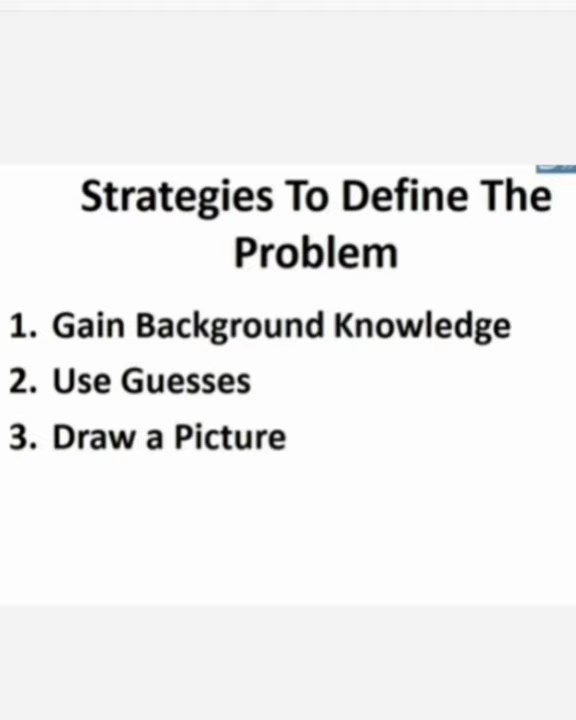 Strategies To Define The
Problem
1. Gain Background Knowledge
2. Use Guesses
3. Draw a Picture